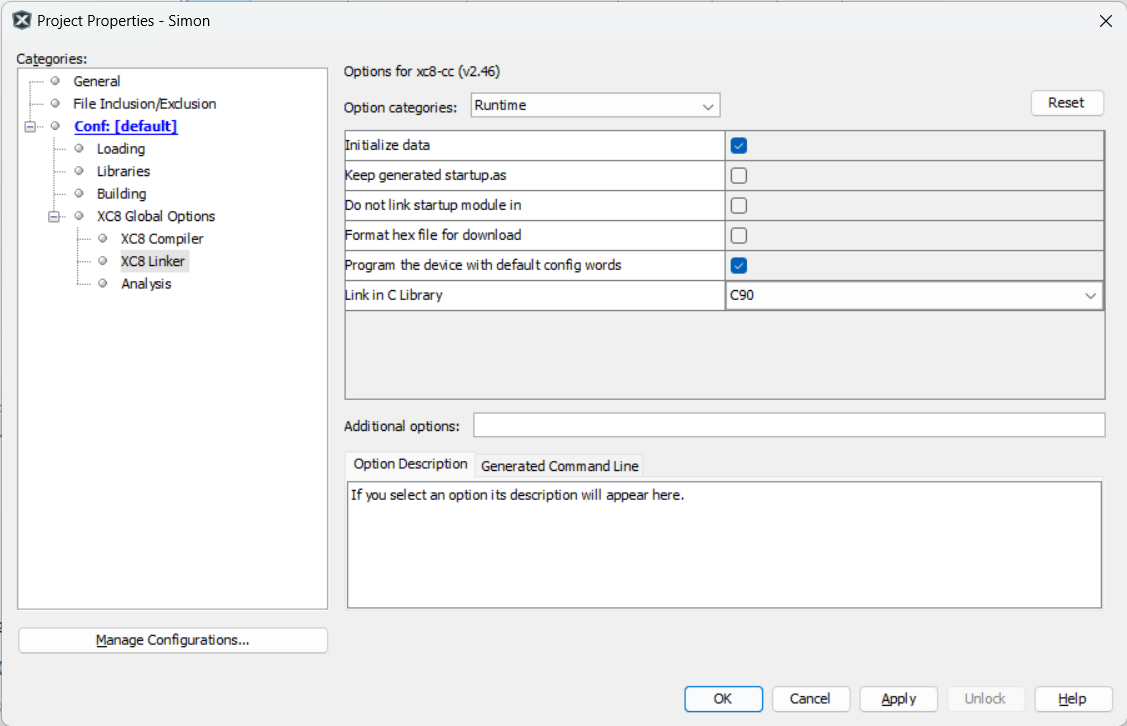 Project Properties - Simon
Categories:
General
File Inclusion/Exclusion
Conf: [default]
Loading
Libraries
Building
XC8 Global Options
XC8 Compiler
XC8 Linker
Analysis
Manage Configurations...
Options for xc8-cc (v2.46)
Option categories: Runtime
Reset
Initialize data
Keep generated startup.as
Do not link startup module in
Format hex file for download
Program the device with default config words
Link in C Library C90
Additional options:
Option Description Generated Command Line
If you select an option its description will appear here.
OK Cancel Apply Unlock Help